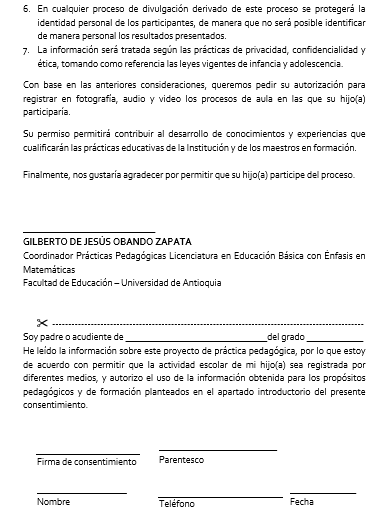 6. En cualquier proceso de divulgación derivado de este proceso se protegerá la
identidad personal de los participantes, de manera que no será posible identificar
de manera personal los resultados presentados.
7. La información será tratada según las prácticas de privacidad, confidencialidad y
ética, tomando como referencia las leyes vigentes de infancia y adolescencia.
Con base en las anteriores consideraciones, queremos pedir su autorización para
registrar en fotografía, audio y video los procesos de aula en las que su hijo(a)
participaría.
Su permiso permitirá contribuir al desarrollo de conocimientos y experiencias que
cualificarán las prácticas educativas de la Institución y de los maestros en formación.
Finalmente, nos gustaría agradecer por permitir que su hijo(a) participe del proceso.
GILBERTO DE JESÚS OBANDO ZAPATA
Coordinador Prácticas Pedagógicas Licenciatura en Educación Básica con Énfasis en
Matemáticas
Facultad de Educación – Universidad de Antioquia
Soy padre o acudiente de ______________________________del grado ____________
He leído la información sobre este proyecto de práctica pedagógica, por lo que estoy
de acuerdo con permitir que la actividad escolar de mi hijo(a) sea registrada por
diferentes medios, y autorizo el uso de la información obtenida para los propósitos
pedagógicos y de formación planteados en el apartado introductorio del presente
consentimiento.
Firma de consentimiento Parentesco
Nombre Teléfono Fecha